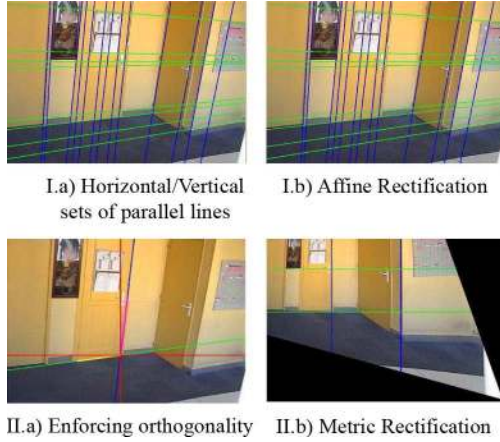 I.a) Horizontal/Vertical
sets of parallel lines
I.b) Affine Rectification
II.a) Enforcing orthogonality
II.b) Metric Rectification